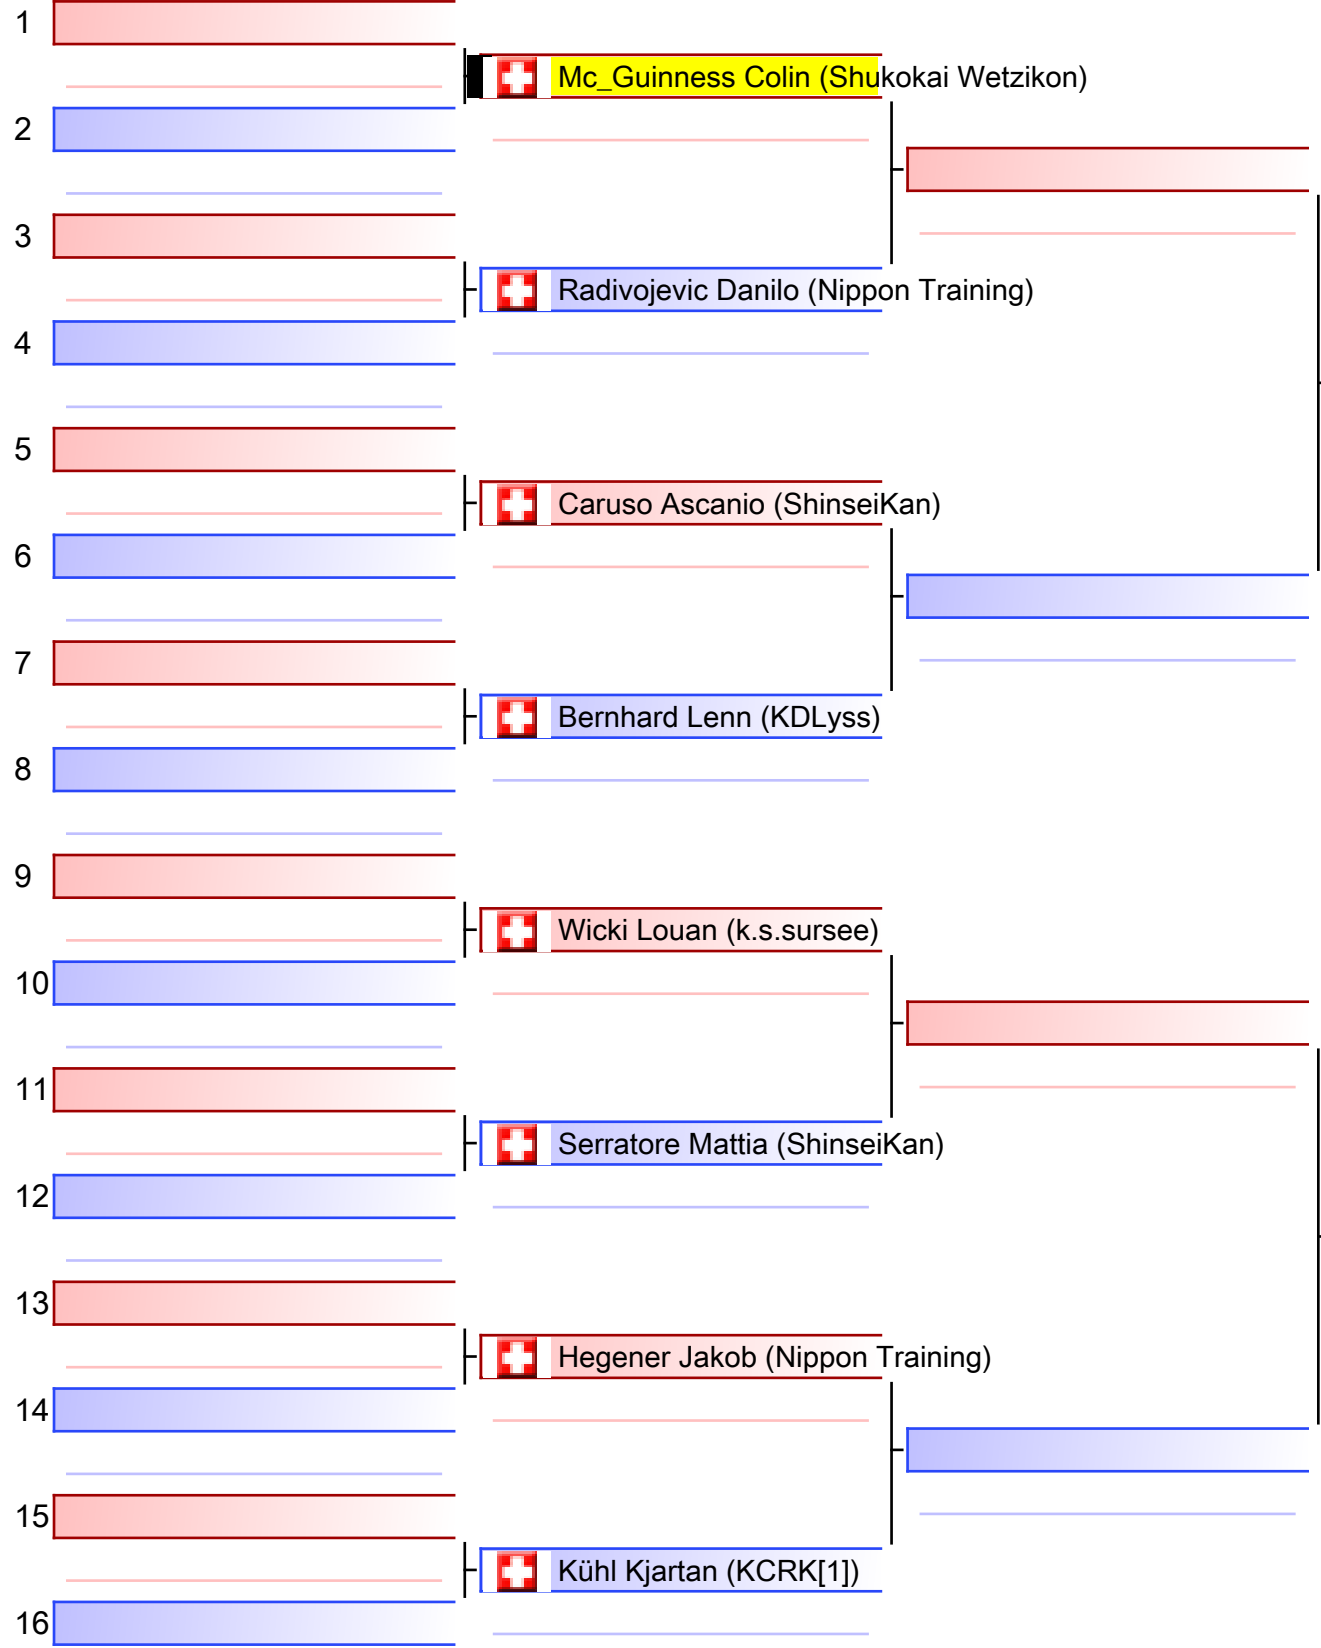 1
Mc_Guinness Colin (Shukokai Wetzikon)
2
3
Radivojevic Danilo (Nippon Training)
4
5
Caruso Ascanio (ShinseiKan)
6
7
Bernhard Lenn (KDLyss)
8
9
Wicki Louan (k.s.sursee)
10
11
Serratore Mattia (ShinseiKan)
12
13
Hegener Jakob (Nippon Training)
14
15
Kühl Kjartan (KCRK[1])
16